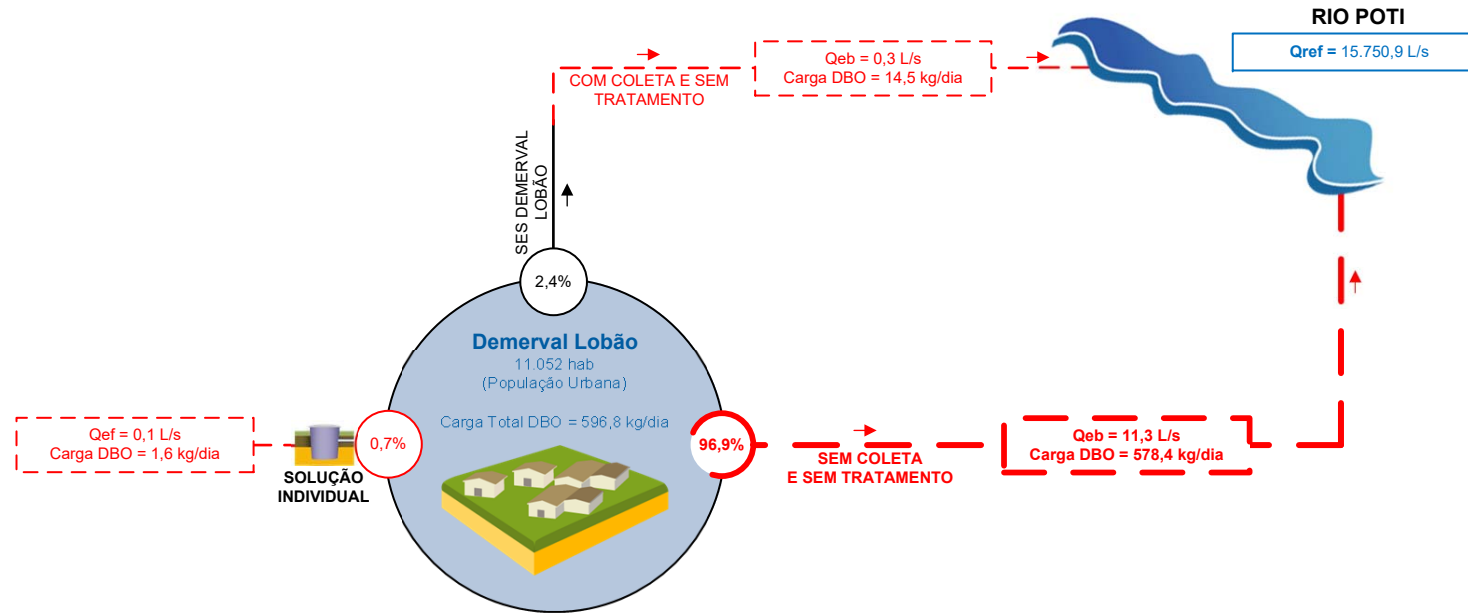 RIO POTI
Qref = 15.750,9 L/s
Qeb = 0,3 L/s
Carga DBO = 14,5 kg/dia
COM COLETA E SEM
TRATAMENTO
SES DEMERVAL
LOBÃO
2,4%
Demerval Lobão
11.052 hab
(População Urbana)
Carga Total DBO = 596,8 kg/dia
Qef = 0,1 L/s
Carga DBO = 1,6 kg/dia
0,7%
SOLUÇÃO
INDIVIDUAL
96,9%
SEM COLETA
E SEM TRATAMENTO
Qeb = 11,3 L/s
Carga DBO = 578,4 kg/dia